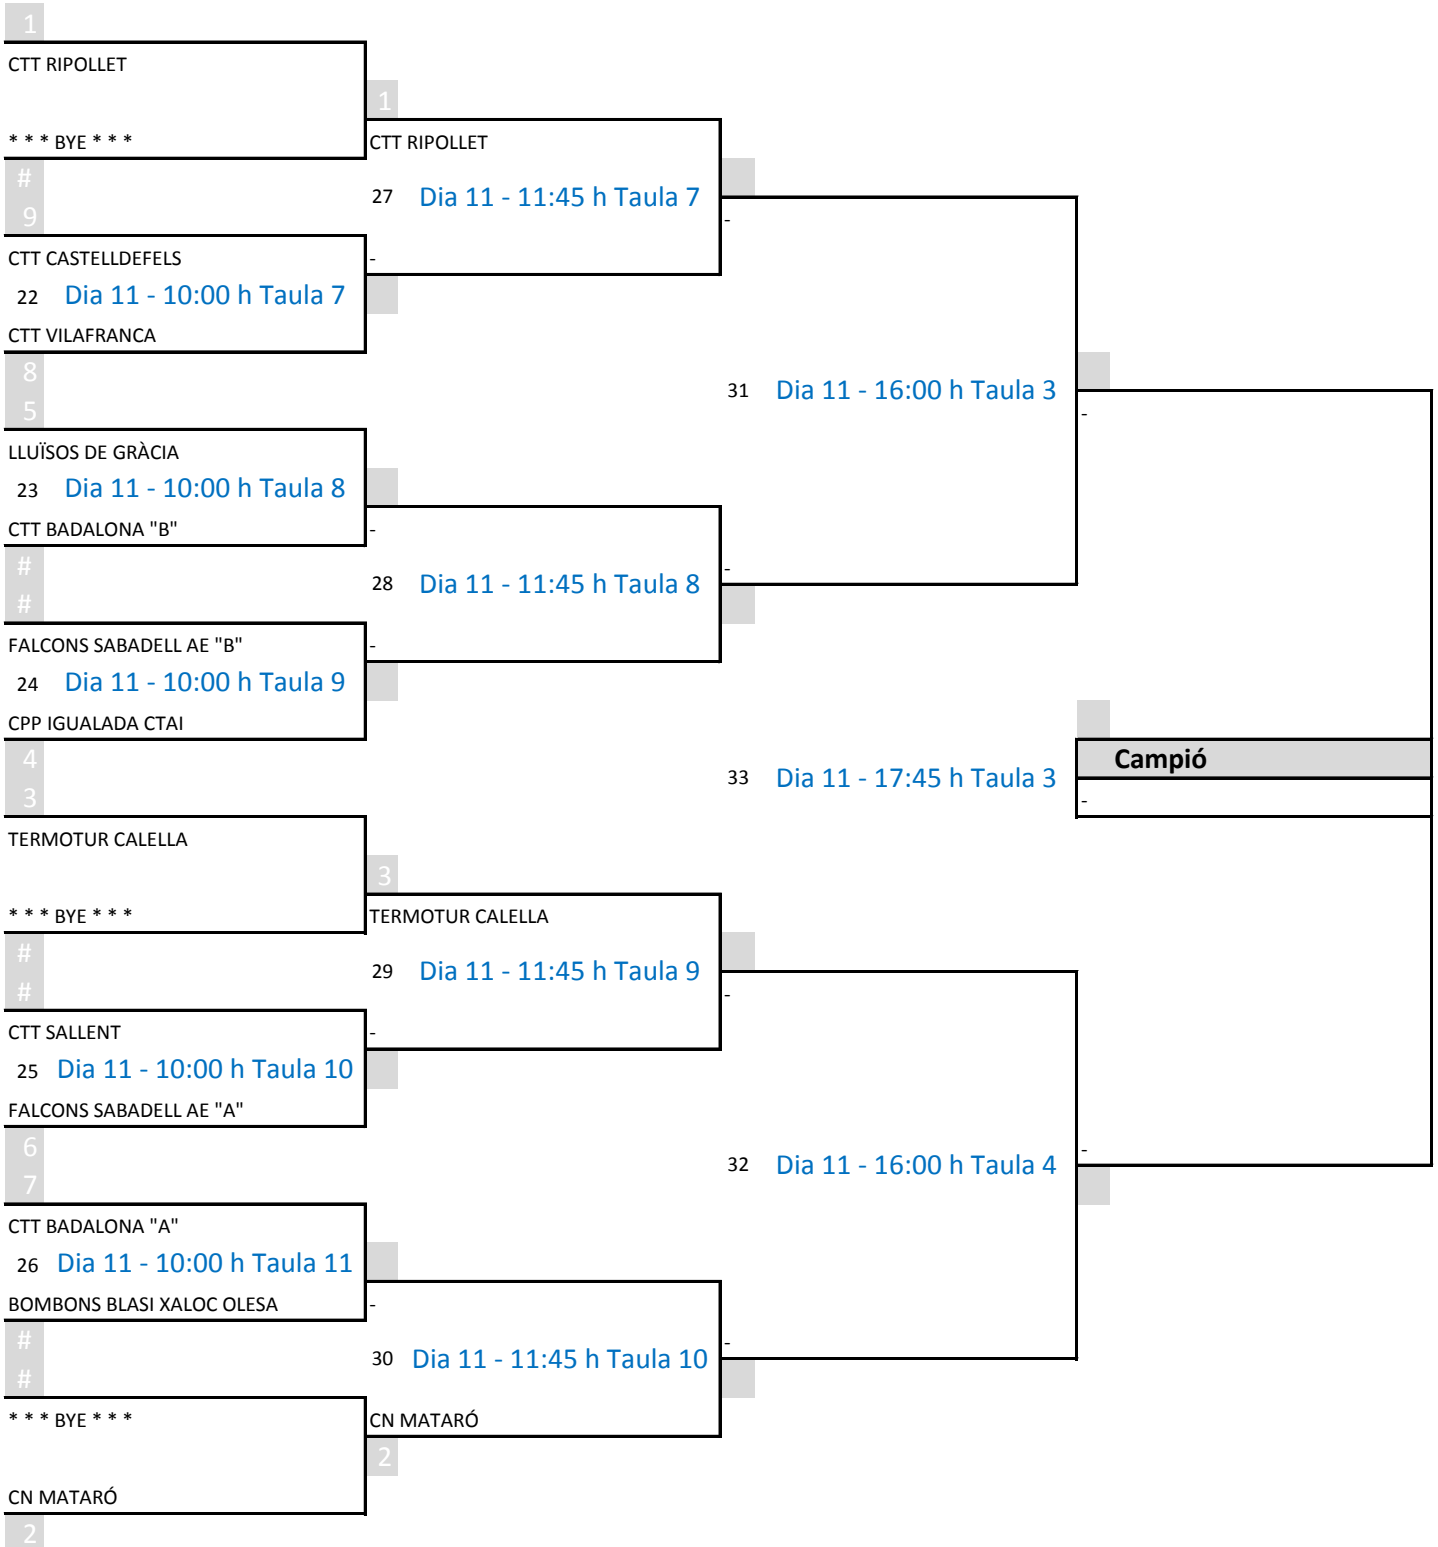 1
CTT RIPOLLET
1
* * * BYE * * *
CTT RIPOLLET
#
27 Dia 11 - 11:45 h Taula 7
9
-
CTT CASTELLDEFELS
-
22 Dia 11 - 10:00 h Taula 7
CTT VILAFRANCA
8
31 Dia 11 - 16:00 h Taula 3
5
-
LLUÏSOS DE GRÀCIA
23 Dia 11 - 10:00 h Taula 8
CTT BADALONA "B"
-
#
-
28 Dia 11 - 11:45 h Taula 8
#
FALCONS SABADELL AE "B"
-
24 Dia 11 - 10:00 h Taula 9
CPP IGUALADA CTAI
4
Campió
33 Dia 11 - 17:45 h Taula 3
3
-
TERMOTUR CALELLA
3
* * * BYE * * *
TERMOTUR CALELLA
#
29 Dia 11 - 11:45 h Taula 9
#
-
CTT SALLENT
-
25 Dia 11 - 10:00 h Taula 10
FALCONS SABADELL AE "A"
6
-
32 Dia 11 - 16:00 h Taula 4
7
CTT BADALONA "A"
26 Dia 11 - 10:00 h Taula 11
BOMBONS BLASI XALOC OLESA
-
#
-
30 Dia 11 - 11:45 h Taula 10
#
* * * BYE * * *
CN MATARÓ
2
CN MATARÓ
2